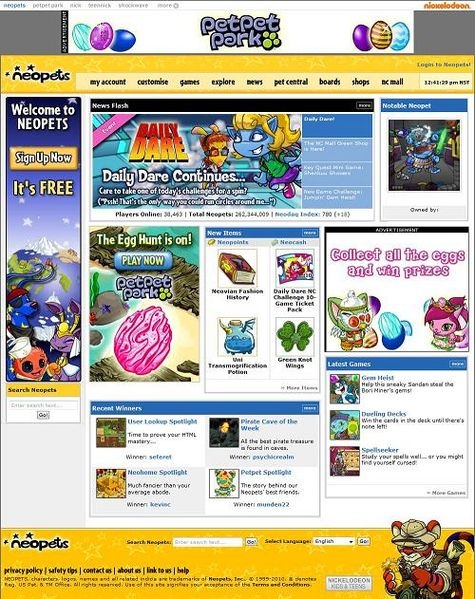 neopets petpet park nick teennick shockwave more
nickelodeon
ADVERTISEMENT
PETPET PARK
Login to Neopets!
neopets
my account customise games explore news pet central boards shops nc mall
12:41:29 pm NST
Welcome to
NEOPETS
Sign Up Now
It's FREE
Search Neopets
Enter search text...
Go!
News Flash
more
DAILY DARE
Daily Dare Continues...
Care to take one of today's challenges for a spin?
("Pssh! That's the only way you could run circles around me...")
Daily Dare!
The NC Mall Green Shop is Here!
Key Quest Mini Game: Shenkuu Showers
New Game Challenge: Jumpin' Gem Heist!
Players Online: 38,463 | Total Neopets: 262,344,009 | Neodaq Index: 780 (+18)
Notable Neopet
Owned by:
The Egg Hunt is on!
PLAY NOW
PETPET PARK
New Items
more
Neopoints
Neocash
Neovian Fashion History
Daily Dare NC Challenge 10-Game Ticket Pack
Uni Transmogrification Potion
Green Knot Wings
More Items
ADVERTISEMENT
Collect all the eggs
and win prizes
Latest Games
more
Gem Heist
Help this sneaky Sandan steal the Bori Miner's gems!
Dueling Decks
Win the cards in the deck until there's none left!
Spellseeker
Study your spells well... or you might find yourself cursed!
More Games
Recent Winners
more
User Lookup Spotlight
Time to prove your HTML mastery...
Winner: seferet
Pirate Cave of the Week
All the best pirate treasure is found in caves.
Winner: psychicrealm
Neohome Spotlight
Much fancier than your average abode.
Winner: kevinc
Petpet Spotlight
The story behind our Neopets' best friends.
Winner: munden22
neopets
Search Neopets: Enter search text... Go!
Select Language: English Go!
privacy policy | safety tips | contact us | about us | link to us | help
NEOPETS, characters, logos, names and all related indicia are trademarks of Neopets, Inc., © 1999-2010. ® denotes
Reg. US Pat. & TM Office. All rights reserved. Use of this site signifies your acceptance to the Terms and Conditions.
NICKELODEON
KIDS & TEENS